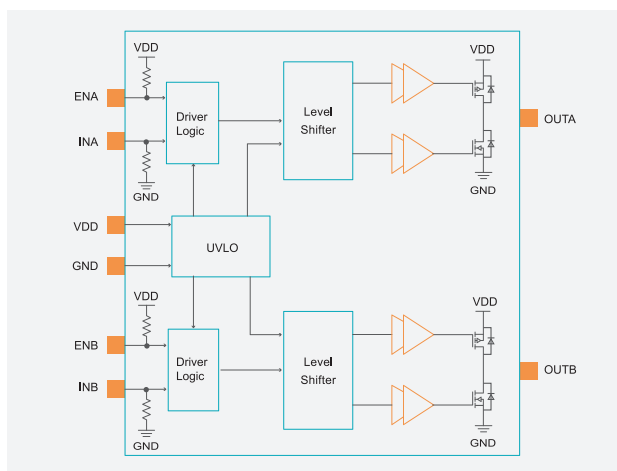 VDD
ENA
INA
GND
Driver
Logic
Level
Shifter
VDD
GND
OUTA
VDD
GND
UVLO
VDD
ENB
INB
GND
Driver
Logic
Level
Shifter
VDD
GND
OUTB